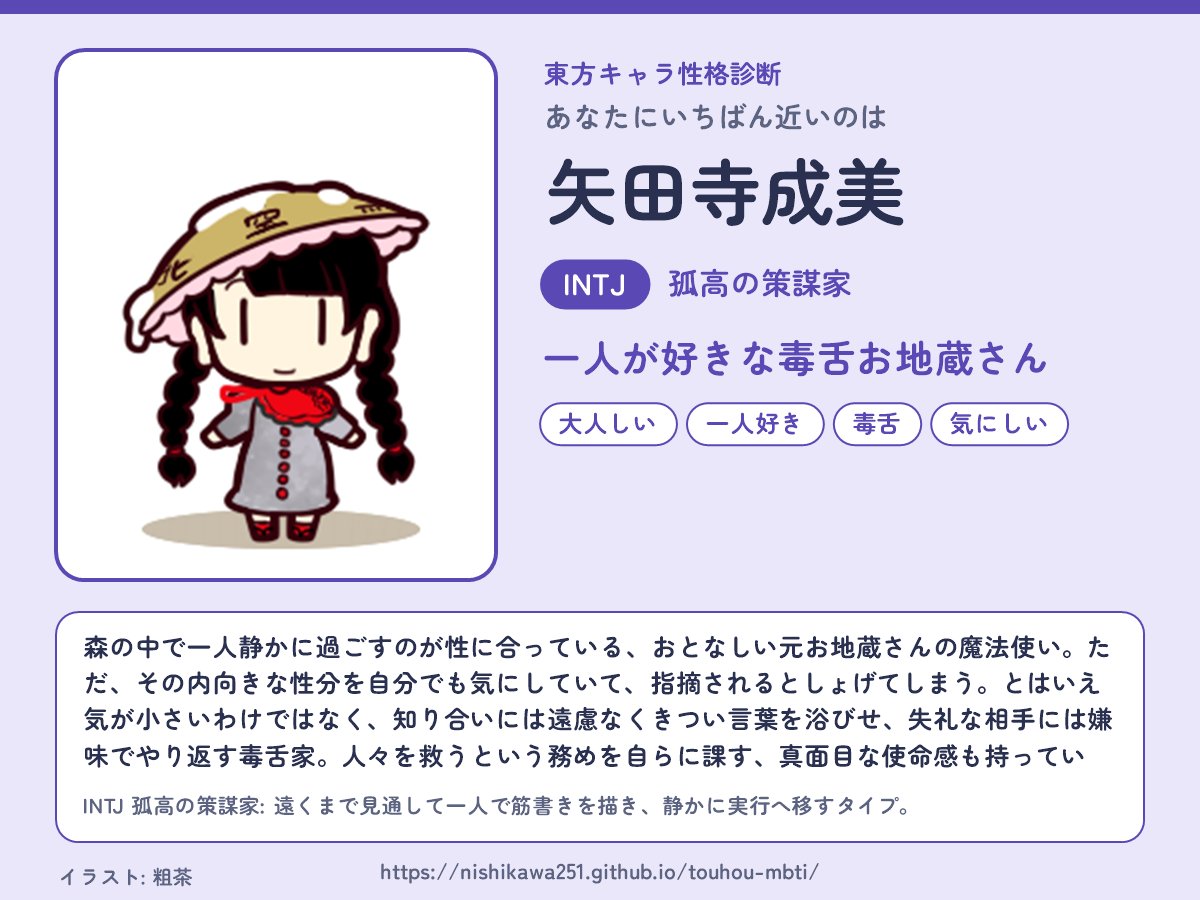 東方キャラ性格診断
あなたにいちばん近いのは
矢田寺成美
INTJ 孤高の策謀家
一人が好きな毒舌お地蔵さん
大人しい 一人好き 毒舌 気にしい
森の中で一人静かに過ごすのが性に合っている、おとなしい元お地蔵さんの魔法使い。た
だ、その内向きな性分を自分でも気にしていて、指摘されるとしょげてしまう。とはいえ
気が小さいわけではなく、知り合いには遠慮なくきつい言葉を浴びせ、失礼な相手には嫌
味でやり返す毒舌家。人々を救うという務めを自らに課す、真面目な使命感も持ってい
INTJ 孤高の策謀家: 遠くまで見通して一人で筋書きを描き、静かに実行へ移すタイプ。
イラスト: 粗茶
https://nishikawa251.github.io/touhou-mbti/